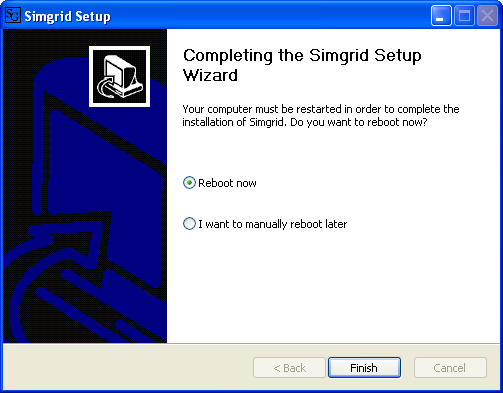 Simgrid Setup
Completing the Simgrid Setup
Wizard
Your computer must be restarted in order to complete the
installation of Simgrid. Do you want to reboot now?
Reboot now
I want to manually reboot later
< Back
Finish
Cancel